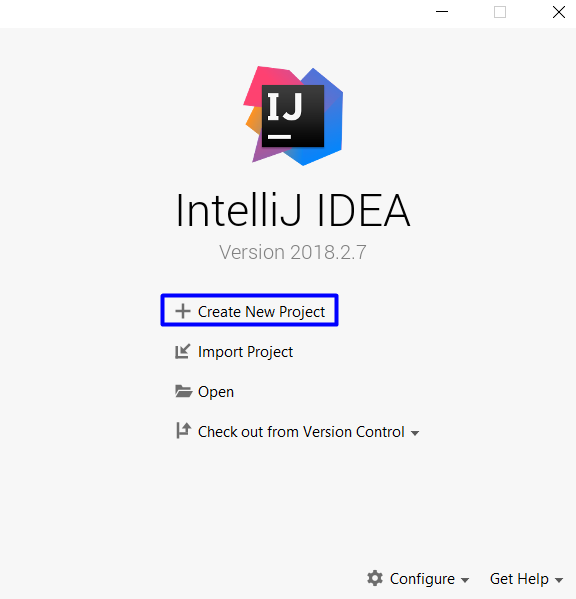 IJ
IntelliJ IDEA
Version 2018.2.7
Create New Project
Import Project
Open
Check out from Version Control
Configure Get Help